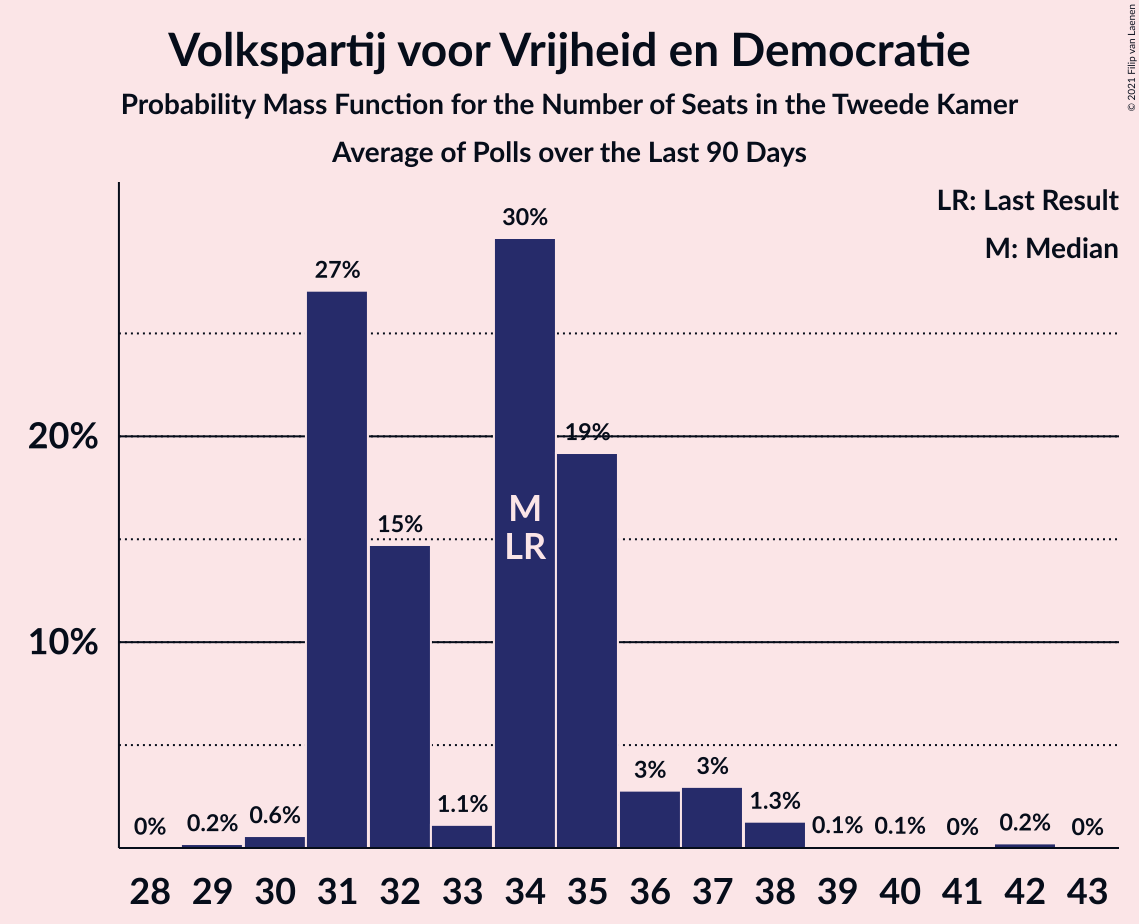 Volkspartij voor Vrijheid en Democratie
Probability Mass Function for the Number of Seats in the Tweede Kamer
Average of Polls over the Last 90 Days
© 2021 Filip van Laenen
LR: Last Result
M: Median
20%
10%
0%
0.2%
0.6%
27%
15%
1.1%
30%
19%
3%
3%
1.3%
0.1%
0.1%
0%
0.2%
0%
M
LR
28 29 30 31 32 33 34 35 36 37 38 39 40 41 42 43